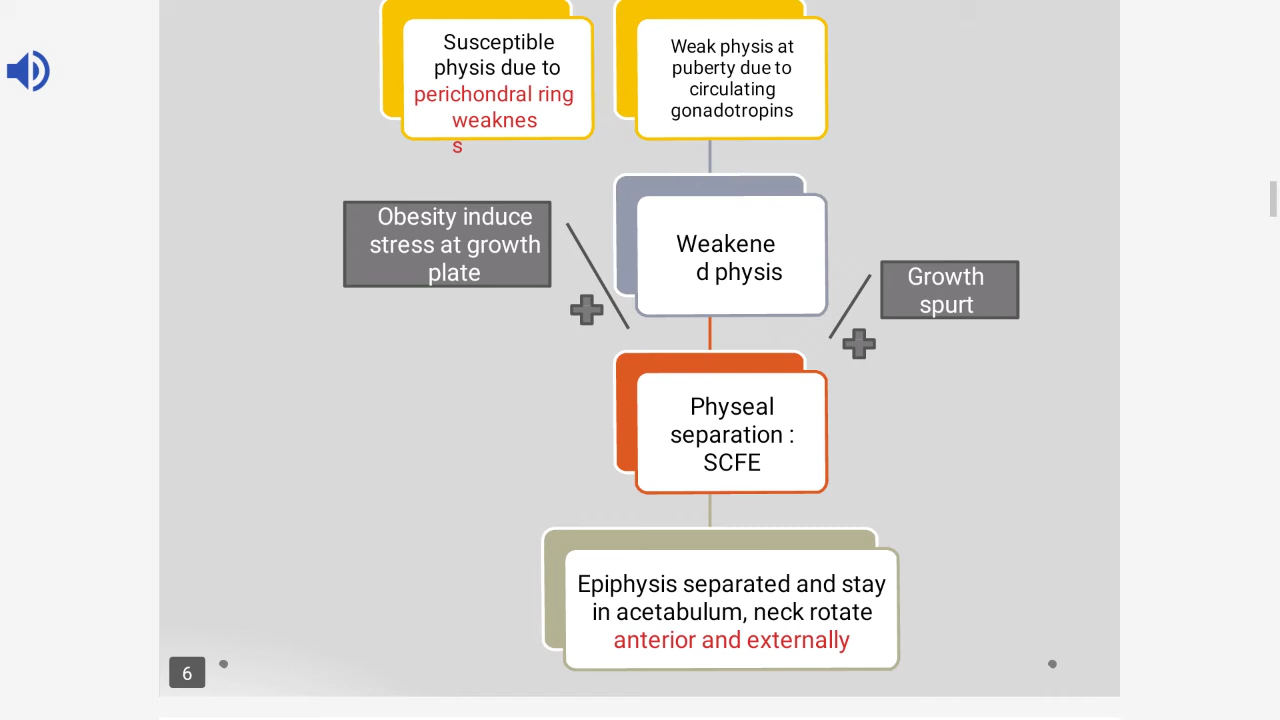 Susceptible
physis due to
perichondral ring
weaknes
s
Weak physis at
puberty due to
circulating
gonadotropins
Obesity induce
stress at growth
plate
Weakene
d physis
Growth
spurt
Physeal
separation :
SCFE
Epiphysis separated and stay
in acetabulum, neck rotate
anterior and externally
6